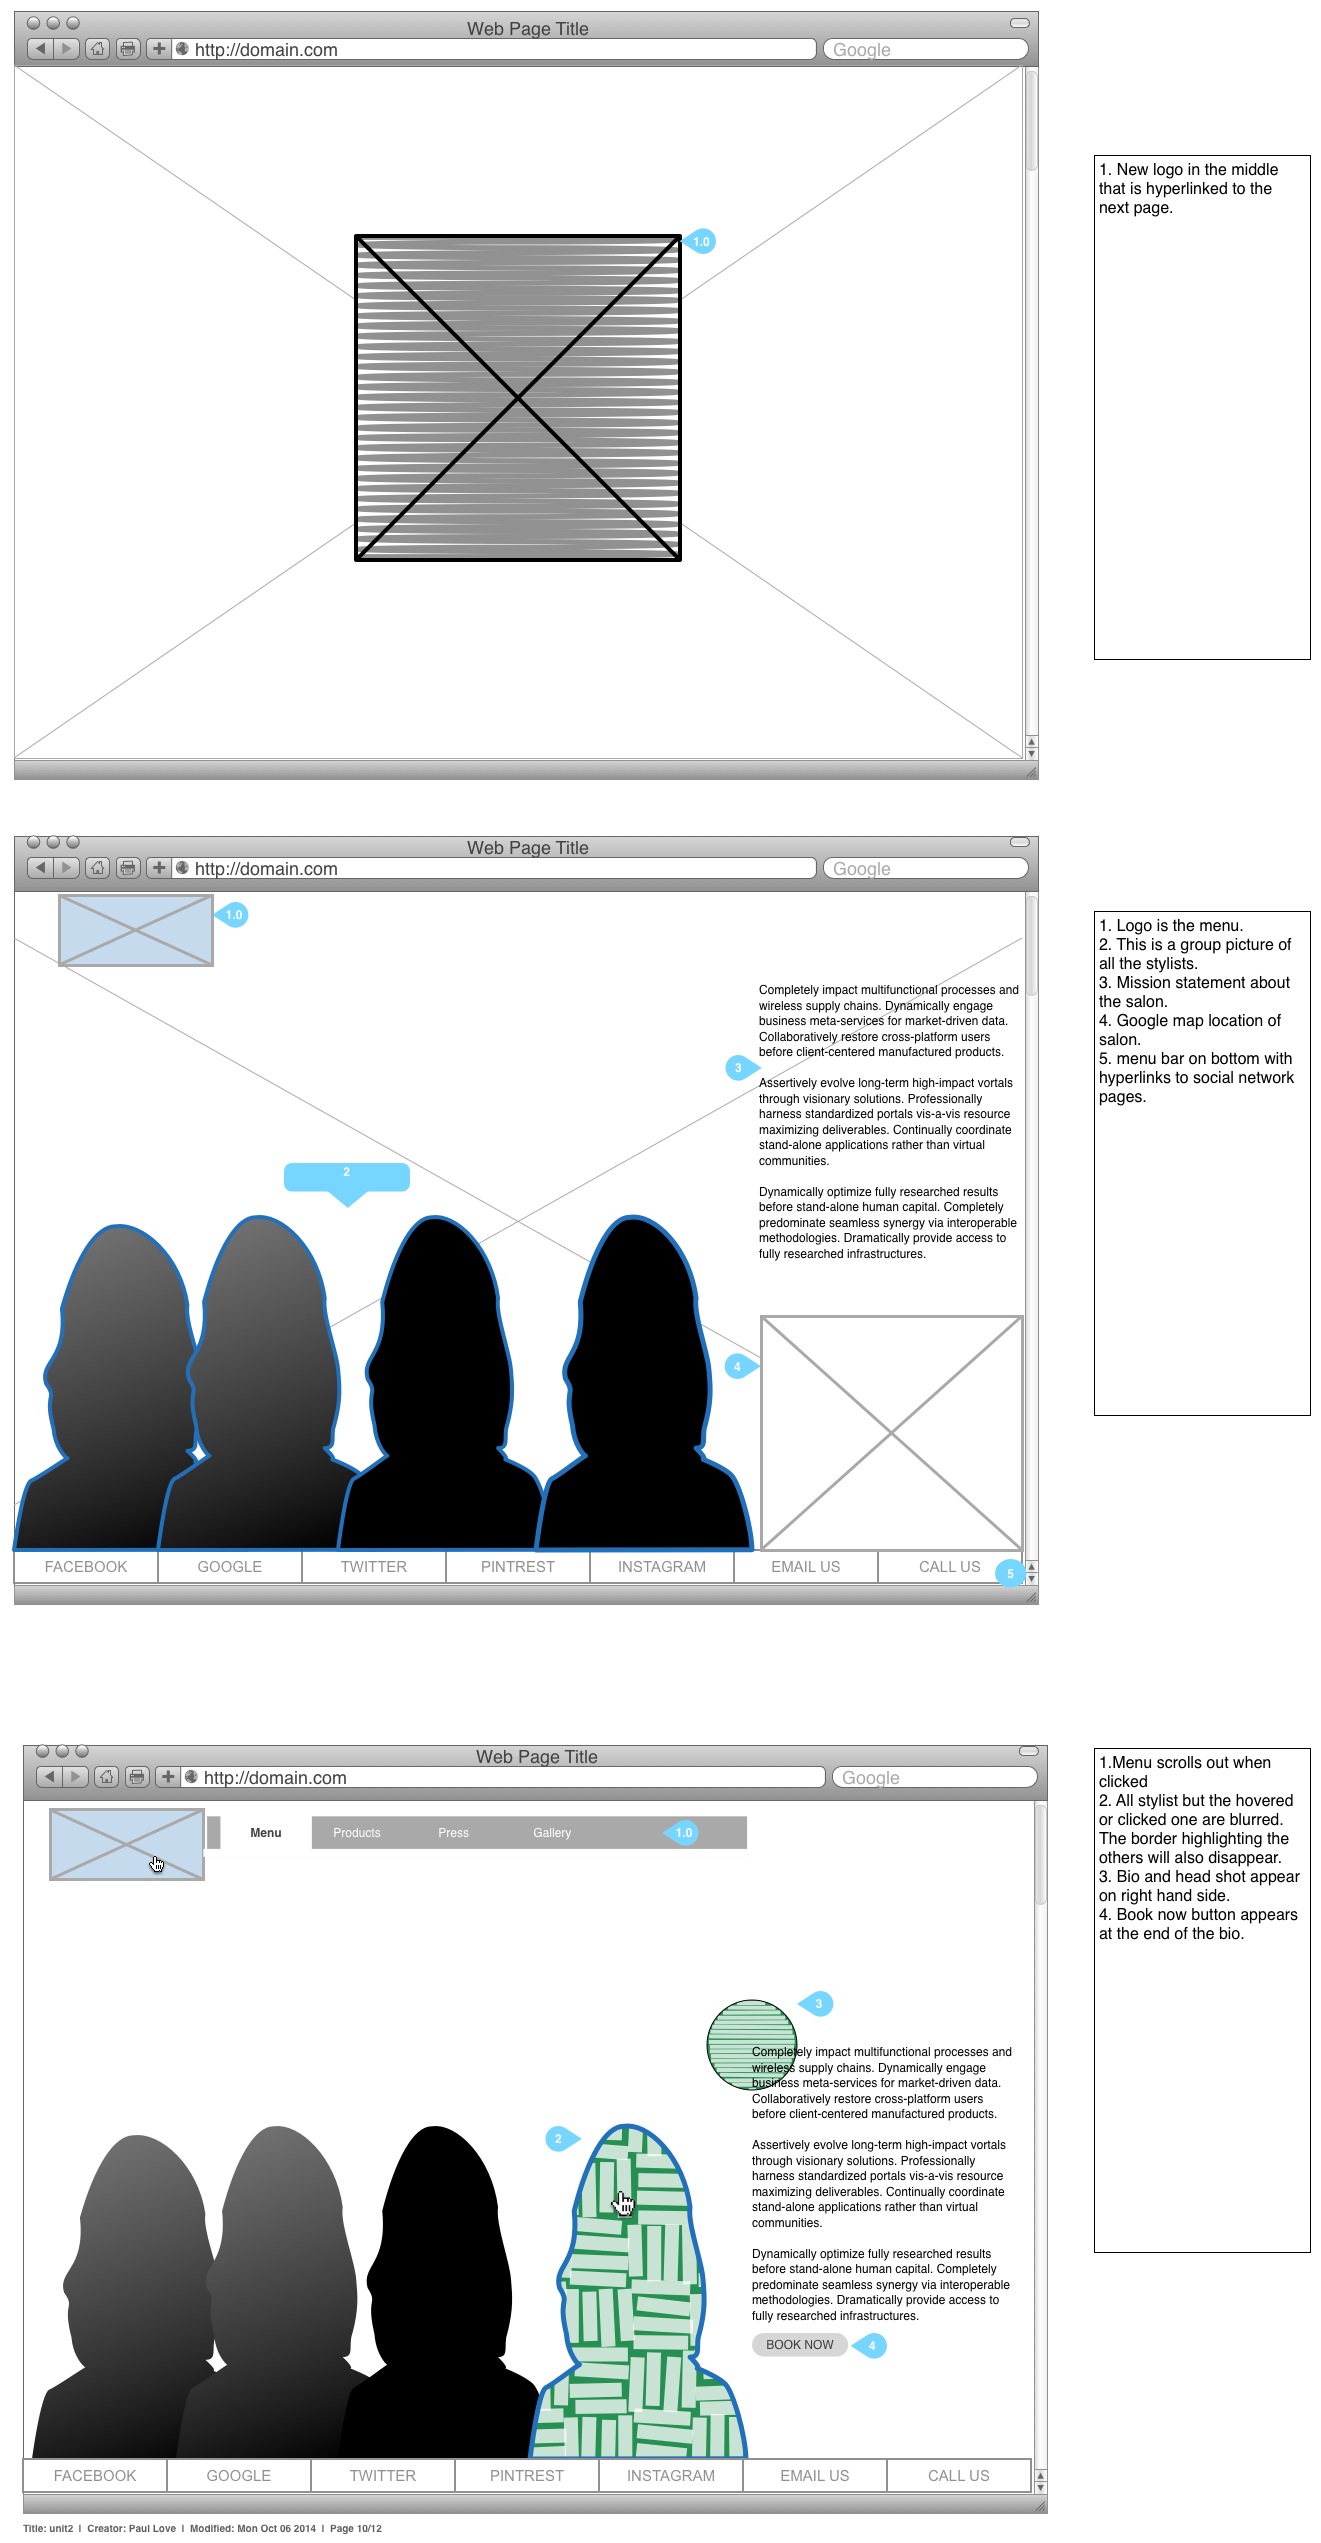 Web Page Title
http://domain.com
Google
1.0
1. New logo in the middle
that is hyperlinked to the
next page.
Web Page Title
http://domain.com
Google
1.0
Completely impact multifunctional processes and
wireless supply chains. Dynamically engage
business meta-services for market-driven data.
Collaboratively restore cross-platform users
before client-centered manufactured products.
3
Assertively evolve long-term high-impact vortals
through visionary solutions. Professionally
harness standardized portals vis-a-vis resource
maximizing deliverables. Continually coordinate
stand-alone applications rather than virtual
communities.
2
Dynamically optimize fully researched results
before stand-alone human capital. Completely
predominate seamless synergy via interoperable
methodologies. Dramatically provide access to
fully researched infrastructures.
4
FACEBOOK GOOGLE TWITTER PINTREST INSTAGRAM EMAIL US CALL US
5
1. Logo is the menu.
2. This is a group picture of
all the stylists.
3. Mission statement about
the salon.
4. Google map location of
salon.
5. menu bar on bottom with
hyperlinks to social network
pages.
Web Page Title
http://domain.com
Google
Menu Products Press Gallery 1.0
3
Completely impact multifunctional processes and
wireless supply chains. Dynamically engage
business meta-services for market-driven data.
Collaboratively restore cross-platform users
before client-centered manufactured products.
2
Assertively evolve long-term high-impact vortals
through visionary solutions. Professionally
harness standardized portals vis-a-vis resource
maximizing deliverables. Continually coordinate
stand-alone applications rather than virtual
communities.
Dynamically optimize fully researched results
before stand-alone human capital. Completely
predominate seamless synergy via interoperable
methodologies. Dramatically provide access to
fully researched infrastructures.
BOOK NOW 4
FACEBOOK GOOGLE TWITTER PINTREST INSTAGRAM EMAIL US CALL US
1.Menu scrolls out when
clicked
2. All stylist but the hovered
or clicked one are blurred.
The border highlighting the
others will also disappear.
3. Bio and head shot appear
on right hand side.
4. Book now button appears
at the end of the bio.
Title: unit2 | Creator: Paul Love | Modified: Mon Oct 06 2014 | Page 10/12